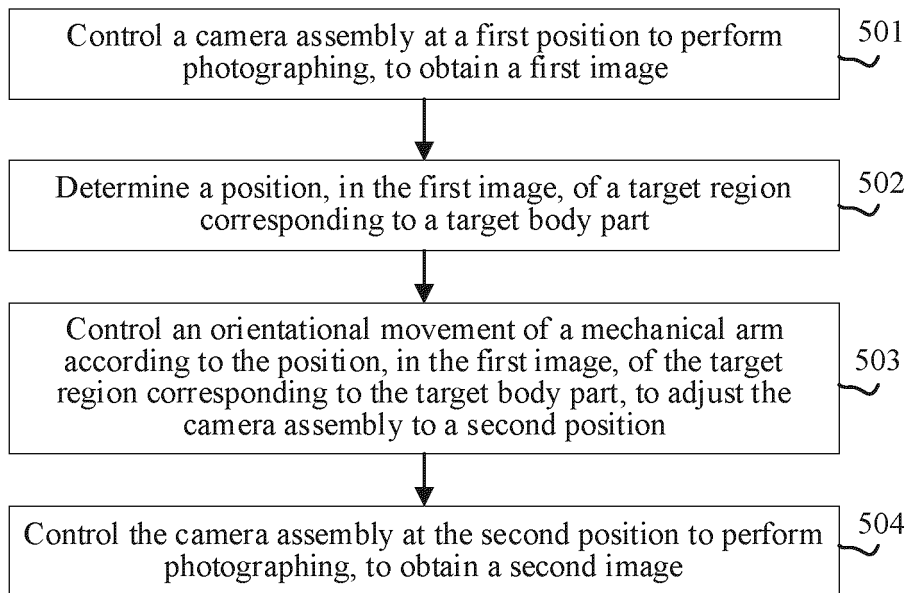 Control a camera assembly at a first position to perform
photographing, to obtain a first image
501
Determine a position, in the first image, of a target region
corresponding to a target body part
502
Control an orientational movement of a mechanical arm
according to the position, in the first image, of the target
region corresponding to the target body part, to adjust the
camera assembly to a second position
503
Control the camera assembly at the second position to perform
photographing, to obtain a second image
504